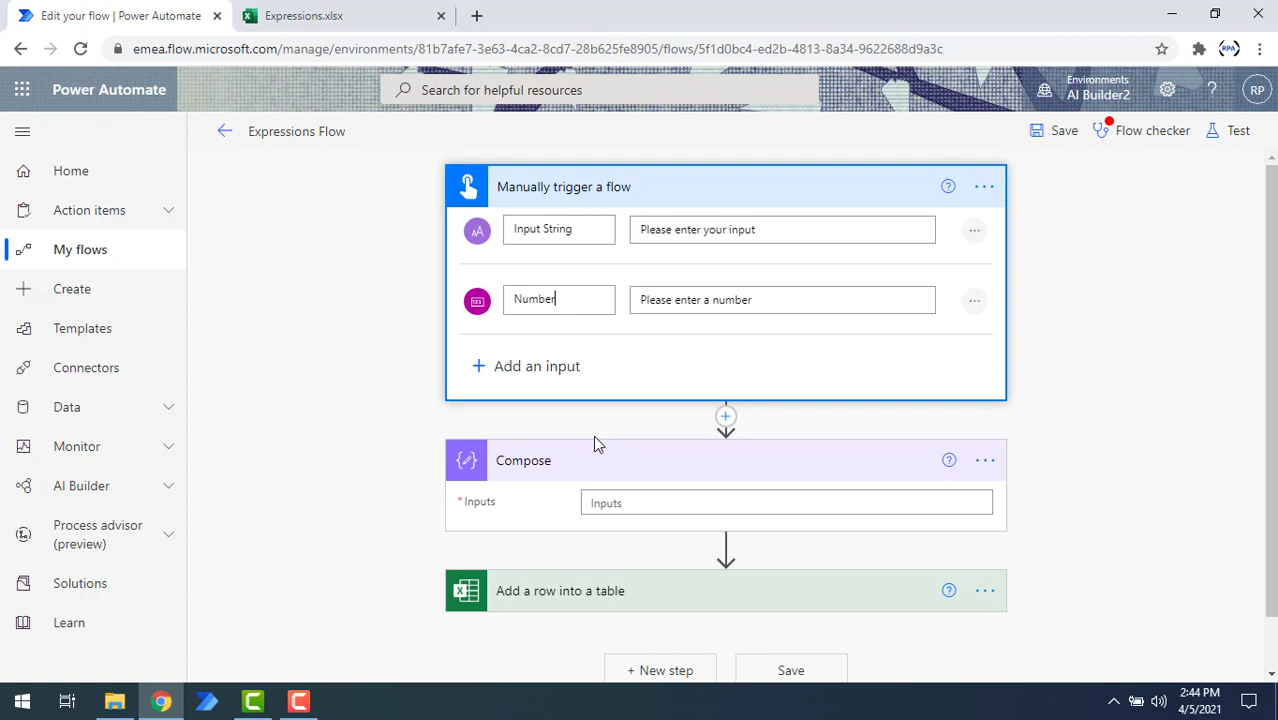 Edit your flow | Power Automate
Expressions.xlsx
emea.flow.microsoft.com/manage/environments/81b7afe7-3e63-4ca2-8cd7-28b625fe8905/flows/5f1d0bc4-ed2b-4813-8a34-9622688d9a3c
RPA
Power Automate
Search for helpful resources
Environments
AI Builder2
RP
Expressions Flow
Save
Flow checker
Test
Home
Action items
My flows
Create
Templates
Connectors
Data
Monitor
AI Builder
Process advisor
(preview)
Solutions
Learn
Manually trigger a flow
AA
Input String
Please enter your input
123
Number
Please enter a number
+ Add an input
Compose
* Inputs
Inputs
Add a row into a table
+ New step
Save
2:44 PM
4/5/2021